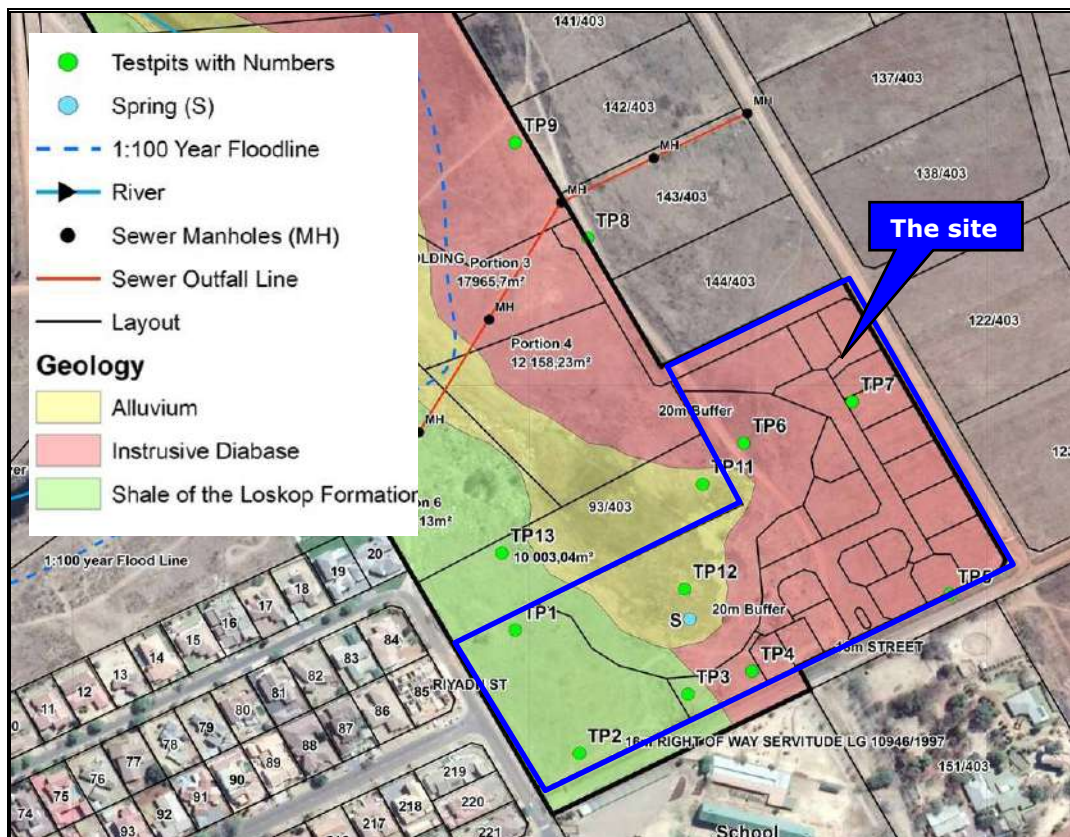 Testpits with Numbers
Spring (S)
1:100 Year Floodline
River
Sewer Manholes (MH)
Sewer Outfall Line
Layout
Geology
Alluvium
Instrusive Diabase
Shale of the Loskop Formation
141/403
137/403
142/403
MH
TP9
MH
138/403
143/403
MH
The site
TP8
OLDING
Portion 3
17965,7m²
144/403
MH
122/403
Portion 4
12 158,23m²
TP7
20m Buffer
MH
TP6
TP11
93/403
TP13
10 003,04m²
1:100 year Flood Line
20
19
18
17
16
15
14
13
12
11
TP12
S
20m Buffer
TP1
TP5
STREET
84
83
82
81
80
79
78
77
76
75
74
RIYADH ST
85
86
87
88
89
90
91
92
93
TP4
TP3
TP2
RIGHT OF WAY SERVITUDE LG 10946/1997
151/403
219
220
221
218
217
School